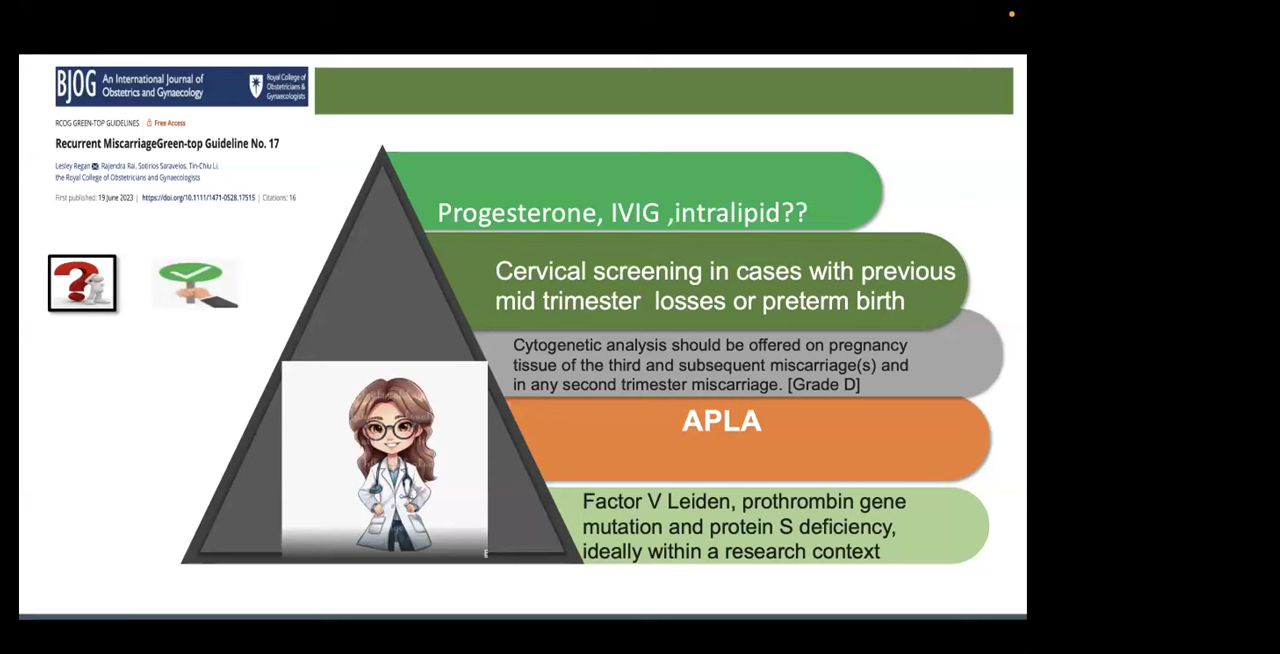 BJOG An International Journal of
Obstetrics and Gynaecology
Royal College of
Obstetricians &
Gynaecologists
RCOG GREEN-TOP GUIDELINES Free Access
Recurrent MiscarriageGreen-top Guideline No. 17
Lesley Regan, Rajendra Rai, Sotirios Saravelos, Tin-Chiu Li,
the Royal College of Obstetricians and Gynaecologists
First published: 19 June 2023 | https://doi.org/10.1111/1471-0528.17515 | Citations: 16
Progesterone, IVIG ,intralipid??
Cervical screening in cases with previous
mid trimester losses or preterm birth
Cytogenetic analysis should be offered on pregnancy
tissue of the third and subsequent miscarriage(s) and
in any second trimester miscarriage. [Grade D]
APLA
Factor V Leiden, prothrombin gene
mutation and protein S deficiency,
ideally within a research context